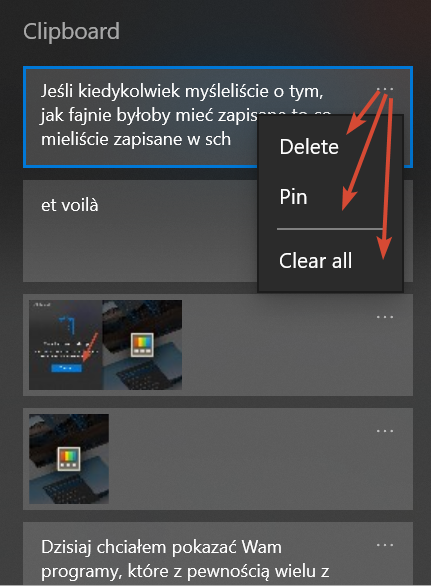 Clipboard
Jeśli kiedykolwiek myśleliście o tym,
jak fajnie byłoby mieć zapisane to co
mieliście zapisane w sch
Delete
Pin
Clear all
et voilà
Dzisiaj chciałem pokazać Wam
programy, które z pewnością wielu z